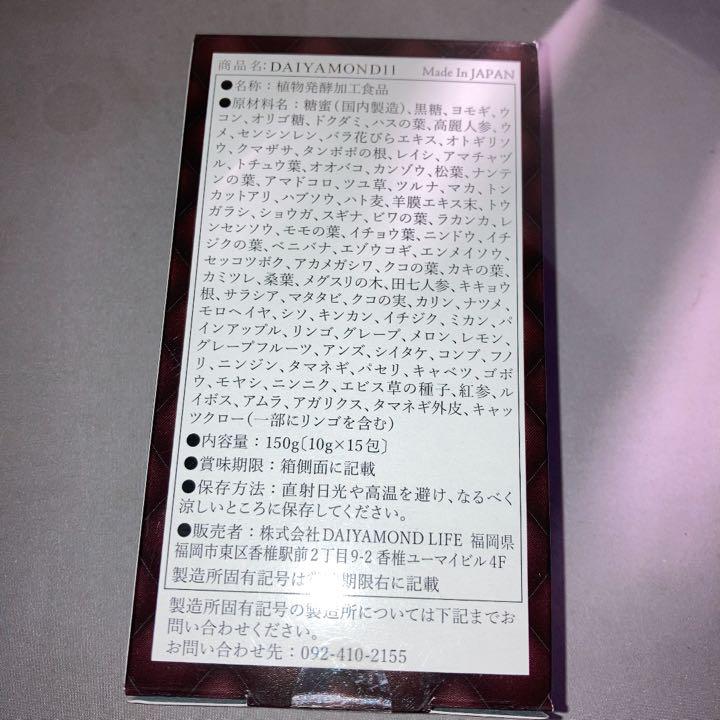 商品名:DAIYAMOND11 Made In JAPAN
●名称:植物発酵加工食品
●原材料名:糖蜜(国内製造)、黒糖、ヨモギ、ウ
コン、オリゴ糖、ドクダミ、ハスの葉、高麗人参、ウ
メ、センシンレン、バラ花びらエキス、オトギリソ
ウ、クマザサ、タンポポの根、レイシ、アマチャヅ
ル、トチュウ葉、オオバコ、カンゾウ、松葉、ナンテ
ンの葉、アマドコロ、ツユ草、ツルナ、マカ、トン
カットアリ、ハブソウ、ハト麦、羊膜エキス末、トウ
ガラシ、ショウガ、スギナ、ビワの葉、ラカンカ、レ
ンセンソウ、モモの葉、イチョウ葉、ニンドウ、イチ
ジクの葉、ベニバナ、エゾウコギ、エンメイソウ、
セッコツボク、アカメガシワ、クコの葉、カキの葉、
カミツレ、桑葉、メグスリの木、田七人参、キキョウ
根、サラシア、マタタビ、クコの実、カリン、ナツメ、
モロヘイヤ、シソ、キンカン、イチジク、ミカン、パ
インアップル、リンゴ、グレープ、メロン、レモン、
グレープフルーツ、アンズ、シイタケ、コンブ、フノ
リ、ニンジン、タマネギ、パセリ、キャベツ、ゴボ
ウ、モヤシ、ニンニク、エビス草の種子、紅参、ル
イボス、アムラ、アガリクス、タマネギ外皮、キャッ
ツクロー(一部にリンゴを含む)
●内容量:150g〔10g×15包〕
●賞味期限:箱側面に記載
●保存方法:直射日光や高温を避け、なるべく
涼しいところに保存してください。
●販売者:株式会社DAIYAMOND LIFE 福岡県
福岡市東区香椎駅前2丁目9-2 香椎ユーマイビル4F
製造所固有記号は期限右に記載
製造所固有記号の製造所については下記までお
問い合わせください。
お問い合わせ先:092-410-2155